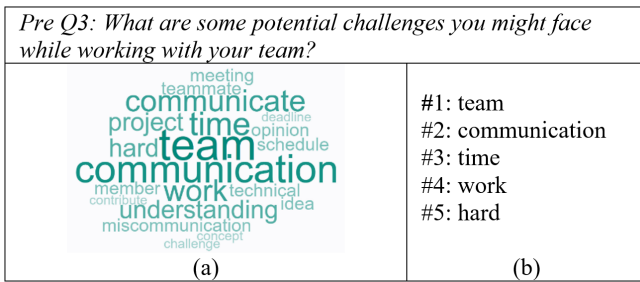 Pre Q3: What are some potential challenges you might face
while working with your team?
meeting
teammate
communicate
deadline
project time opinion
hard team schedule
communication
member work technical
contribute
understanding idea
miscommunication
concept
challenge
(a)
#1: team
#2: communication
#3: time
#4: work
#5: hard
(b)